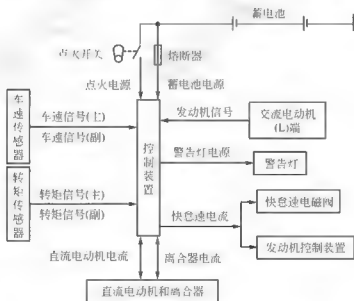 蓄电池
点火开关
熔断器
点火电源
蓄电池电源
车速传感器
车速信号(主)
车速信号(副)
发动机信号
交流电动机
(L)端
控制装置
警告灯电源
警告灯
转矩传感器
转矩信号(主)
转矩信号(副)
快怠速电流
快怠速电磁阀
发动机控制装置
直流电动机电流
离合器电流
直流电动机和离合器